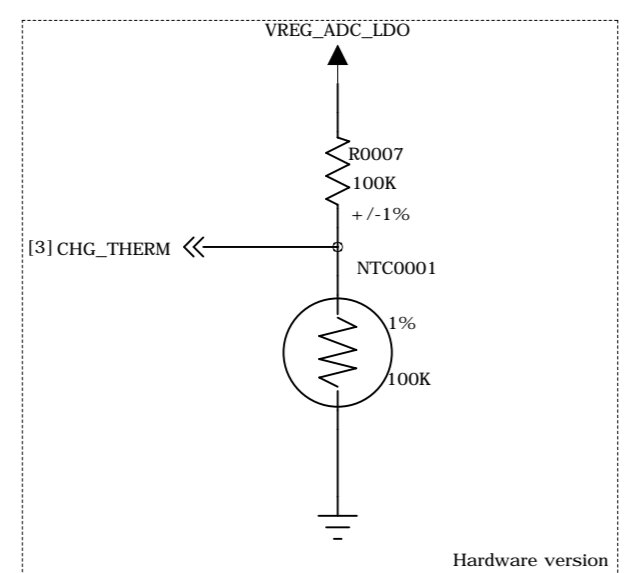 VREG_ADC_LDO
R0007
100K
+/-1%
[3] CHG_THERM
NTC0001
1%
100K
Hardware version